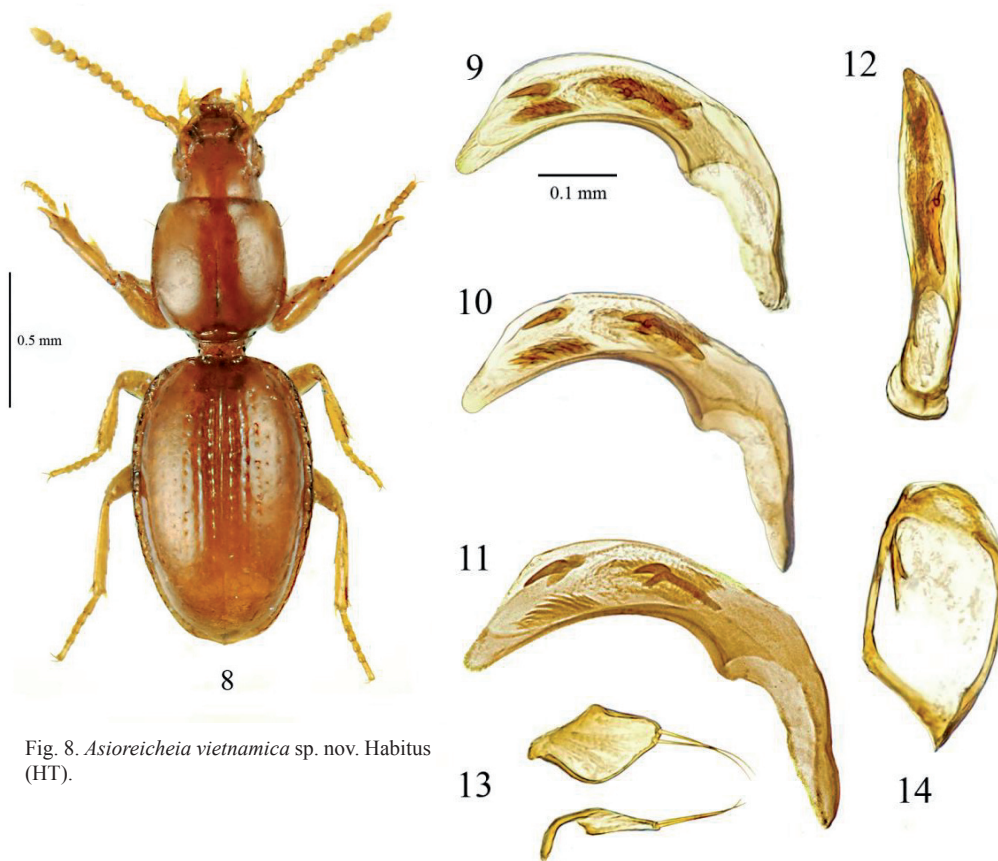 9
12
0.1 mm
10
0.5 mm
8
11
Fig. 8. Asioreicheia vietnamica sp. nov. Habitus
(HT).
13
14